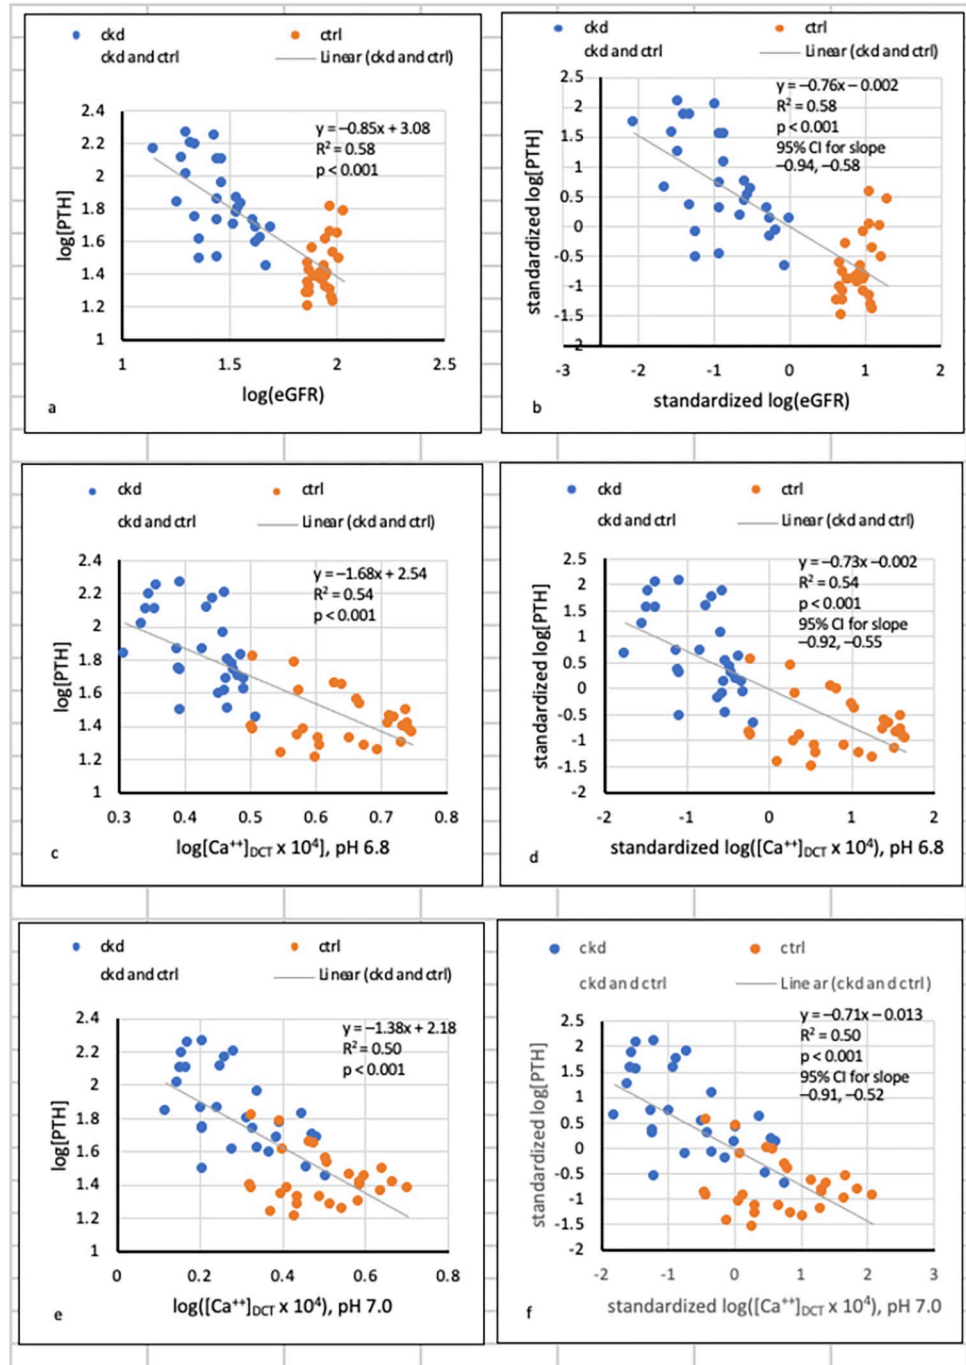 ckd ctrl
ckd and ctrl Linear (ckd and ctrl)
y = −0.85x + 3.08
R² = 0.58
p < 0.001
log[PTH]
2.4
2.2
2
1.8
1.6
1.4
1.2
1
1 1.5 2 2.5
log(eGFR)
a
ckd ctrl
ckd and ctrl Linear (ckd and ctrl)
y = −0.76x − 0.002
R² = 0.58
p < 0.001
95% CI for slope
−0.94, −0.58
standardized log[PTH]
2.5
2
1.5
1
0.5
0
-0.5
-1
-1.5
-2
-3 -2 -1 0 1 2
standardized log(eGFR)
b
ckd ctrl
ckd and ctrl Linear (ckd and ctrl)
y = −1.68x + 2.54
R² = 0.54
p < 0.001
log[PTH]
2.4
2.2
2
1.8
1.6
1.4
1.2
1
0.3 0.4 0.5 0.6 0.7 0.8
log[Ca⁺⁺]DCT x 10⁴], pH 6.8
c
ckd ctrl
ckd and ctrl Linear (ckd and ctrl)
y = −0.73x −0.002
R² = 0.54
p < 0.001
95% CI for slope
−0.92, −0.55
standardized log[PTH]
2.5
2
1.5
1
0.5
0
-0.5
-1
-1.5
-2
-2 -1 0 1 2
standardized log([Ca⁺⁺]DCT x 10⁴), pH 6.8
d
ckd ctrl
ckd and ctrl Linear (ckd and ctrl)
y = −1.38x + 2.18
R² = 0.50
p < 0.001
log[PTH]
2.4
2.2
2
1.8
1.6
1.4
1.2
1
0 0.2 0.4 0.6 0.8
log([Ca⁺⁺]DCT x 10⁴), pH 7.0
e
ckd ctrl
ckd and ctrl Linear (ckd and ctrl)
y = −0.71x − 0.013
R² = 0.50
p < 0.001
95% CI for slope
−0.91, −0.52
standardized log[PTH]
2.5
2
1.5
1
0.5
0
-0.5
-1
-1.5
-2
-2 -1 0 1 2 3
standardized log([Ca⁺⁺]DCT x 10⁴), pH 7.0
f